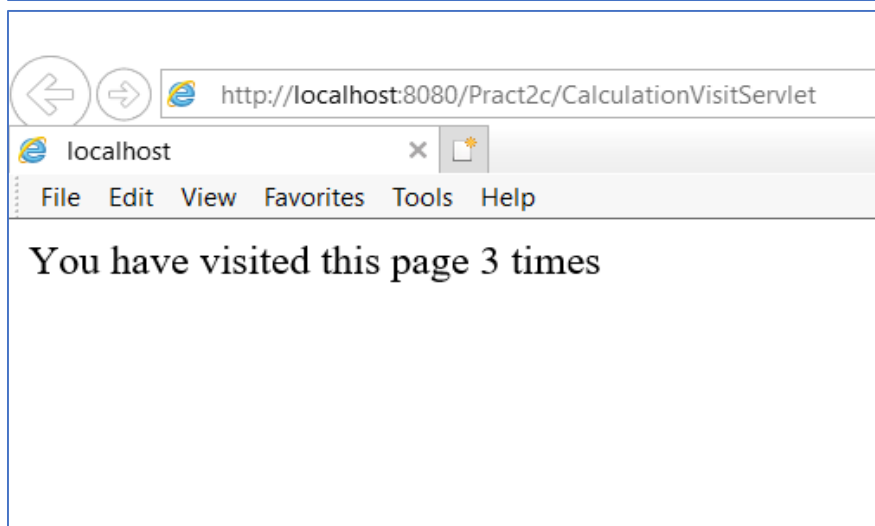 http://localhost:8080/Pract2c/CalculationVisitServlet
localhost
File Edit View Favorites Tools Help
You have visited this page 3 times